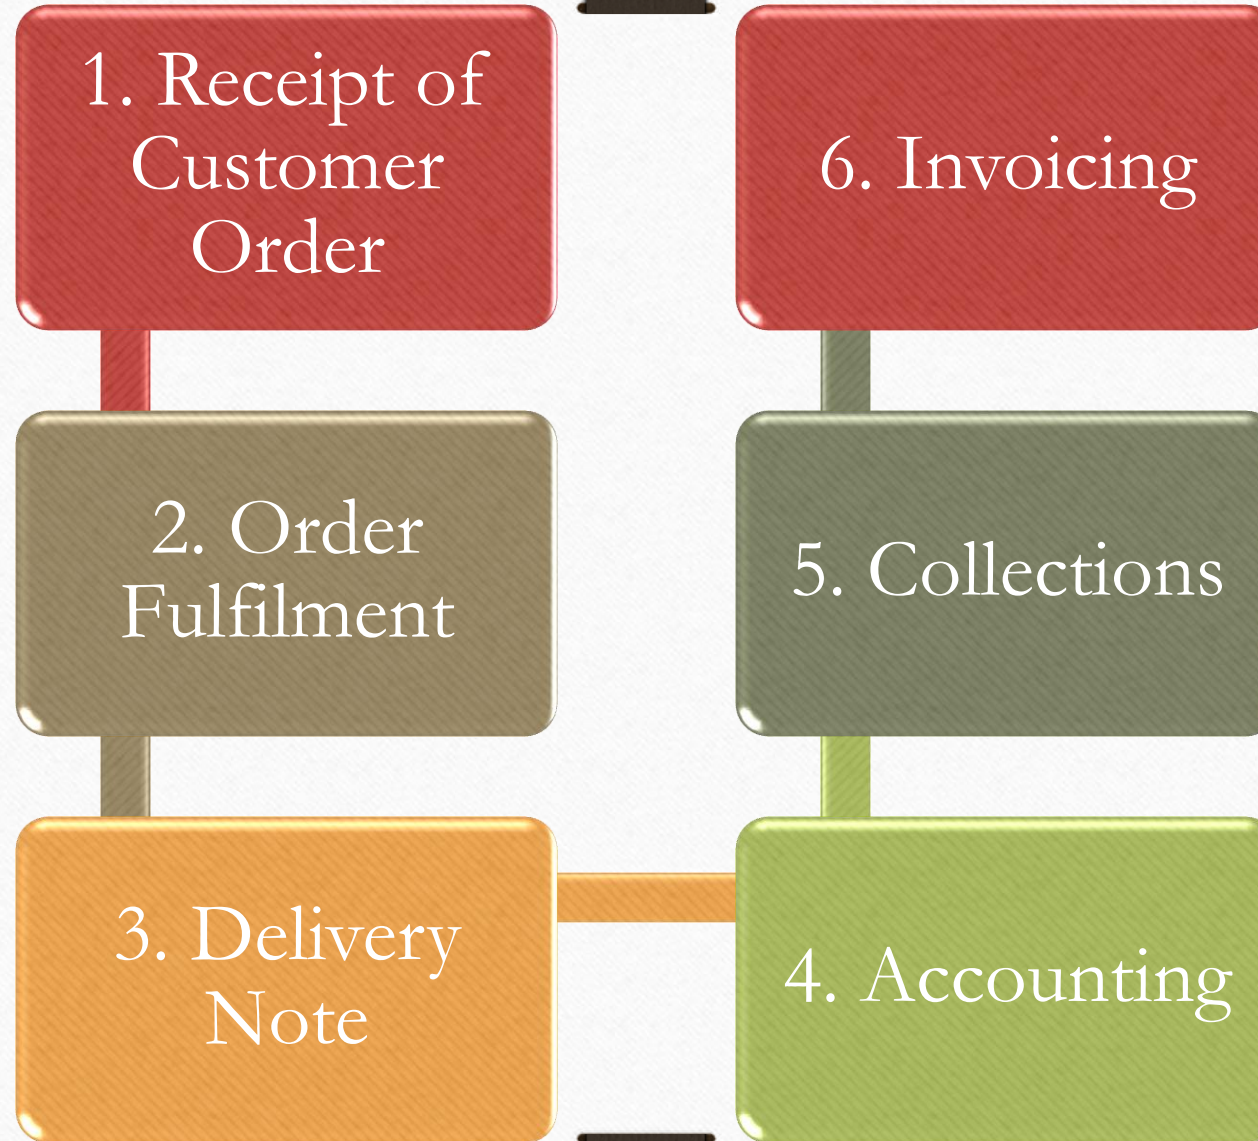 1. Receipt of
Customer
Order
2. Order
Fulfilment
3. Delivery
Note
4. Accounting
5. Collections
6. Invoicing